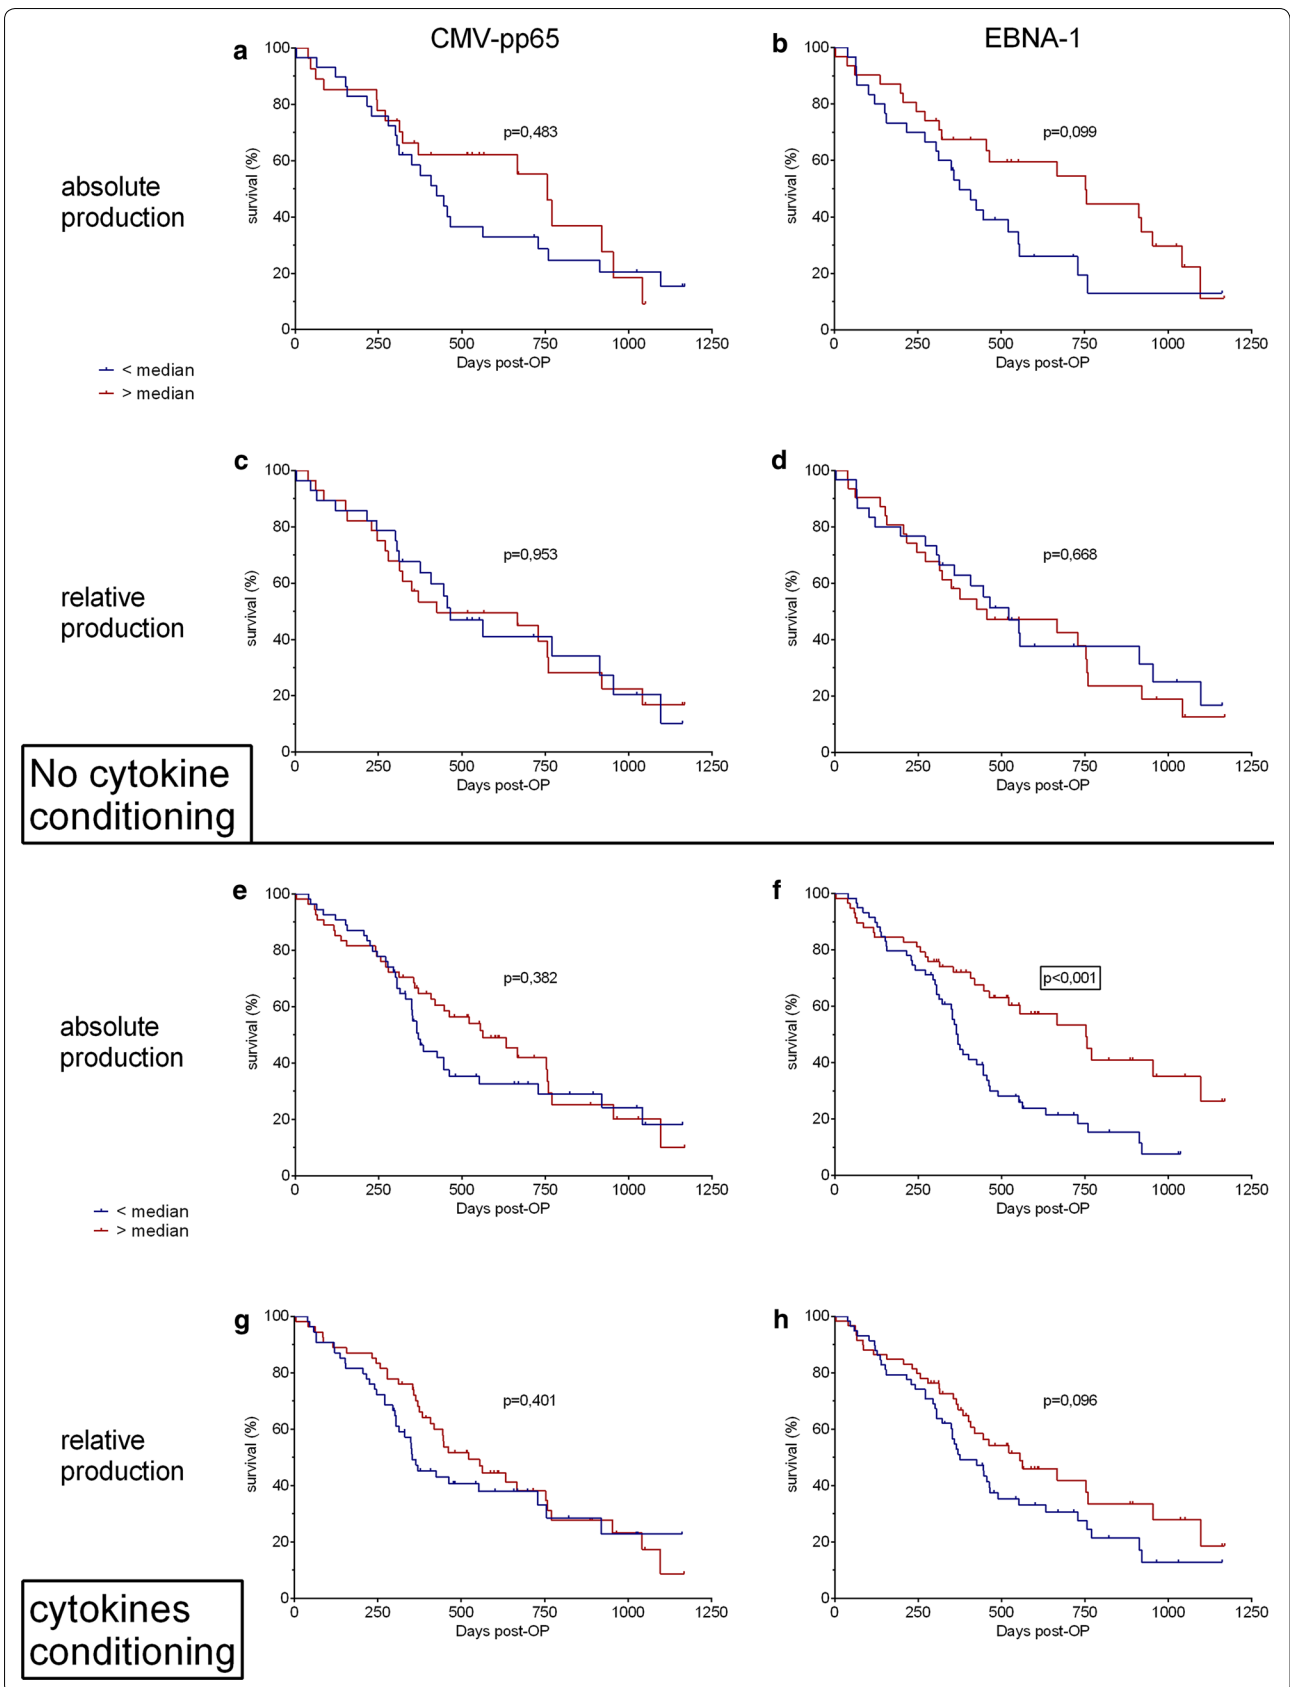 CMV-pp65
EBNA-1
a
b
absolute
production
survival (%)
100
80
60
40
20
0
p=0,483
0 250 500 750 1000 1250
Days post-OP
survival (%)
100
80
60
40
20
0
p=0,099
0 250 500 750 1000 1250
Days post-OP
< median
> median
c
d
relative
production
survival (%)
100
80
60
40
20
0
p=0,953
0 250 500 750 1000 1250
Days post-OP
survival (%)
100
80
60
40
20
0
p=0,668
0 250 500 750 1000 1250
Days post-OP
No cytokine
conditioning
e
f
absolute
production
survival (%)
100
80
60
40
20
0
p=0,382
0 250 500 750 1000 1250
Days post-OP
survival (%)
100
80
60
40
20
0
p<0,001
0 250 500 750 1000 1250
Days post-OP
< median
> median
g
h
relative
production
survival (%)
100
80
60
40
20
0
p=0,401
0 250 500 750 1000 1250
Days post-OP
survival (%)
100
80
60
40
20
0
p=0,096
0 250 500 750 1000 1250
Days post-OP
cytokines
conditioning